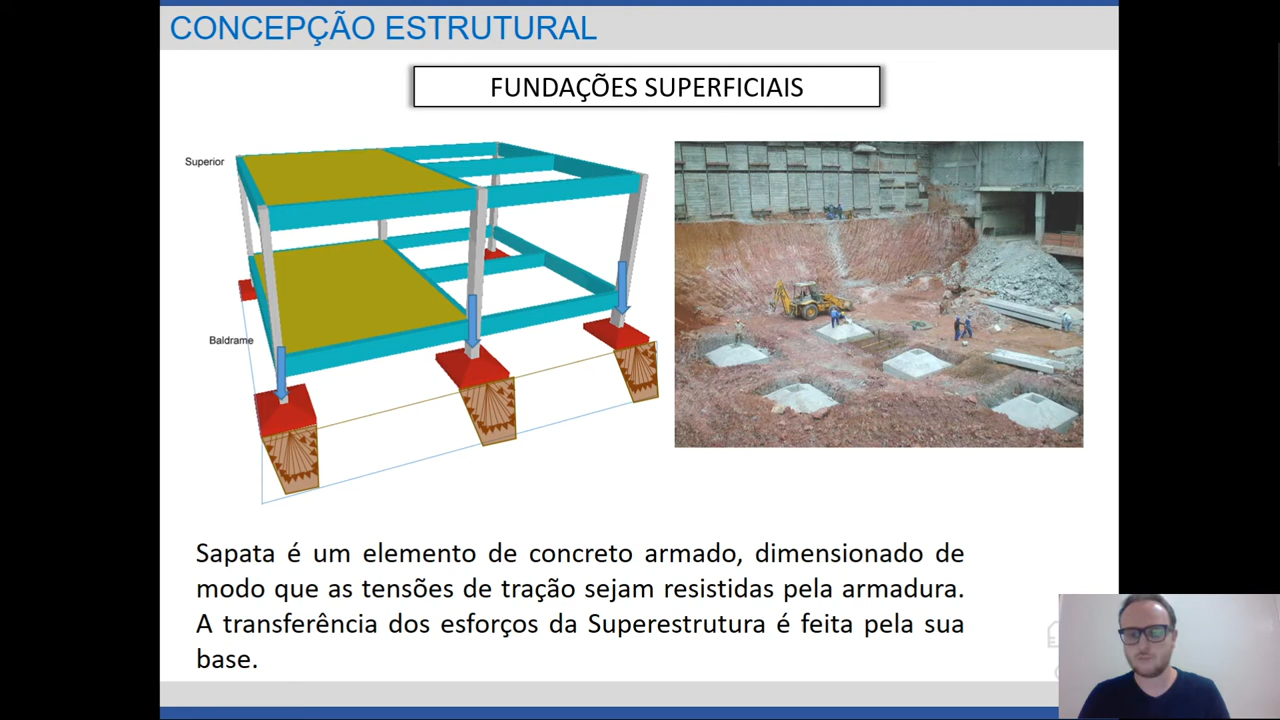 CONCEPÇÃO ESTRUTURAL
FUNDAÇÕES SUPERFICIAIS
Superior
Baldrame
Sapata é um elemento de concreto armado, dimensionado de
modo que as tensões de tração sejam resistidas pela armadura.
A transferência dos esforços da Superestrutura é feita pela sua
base.